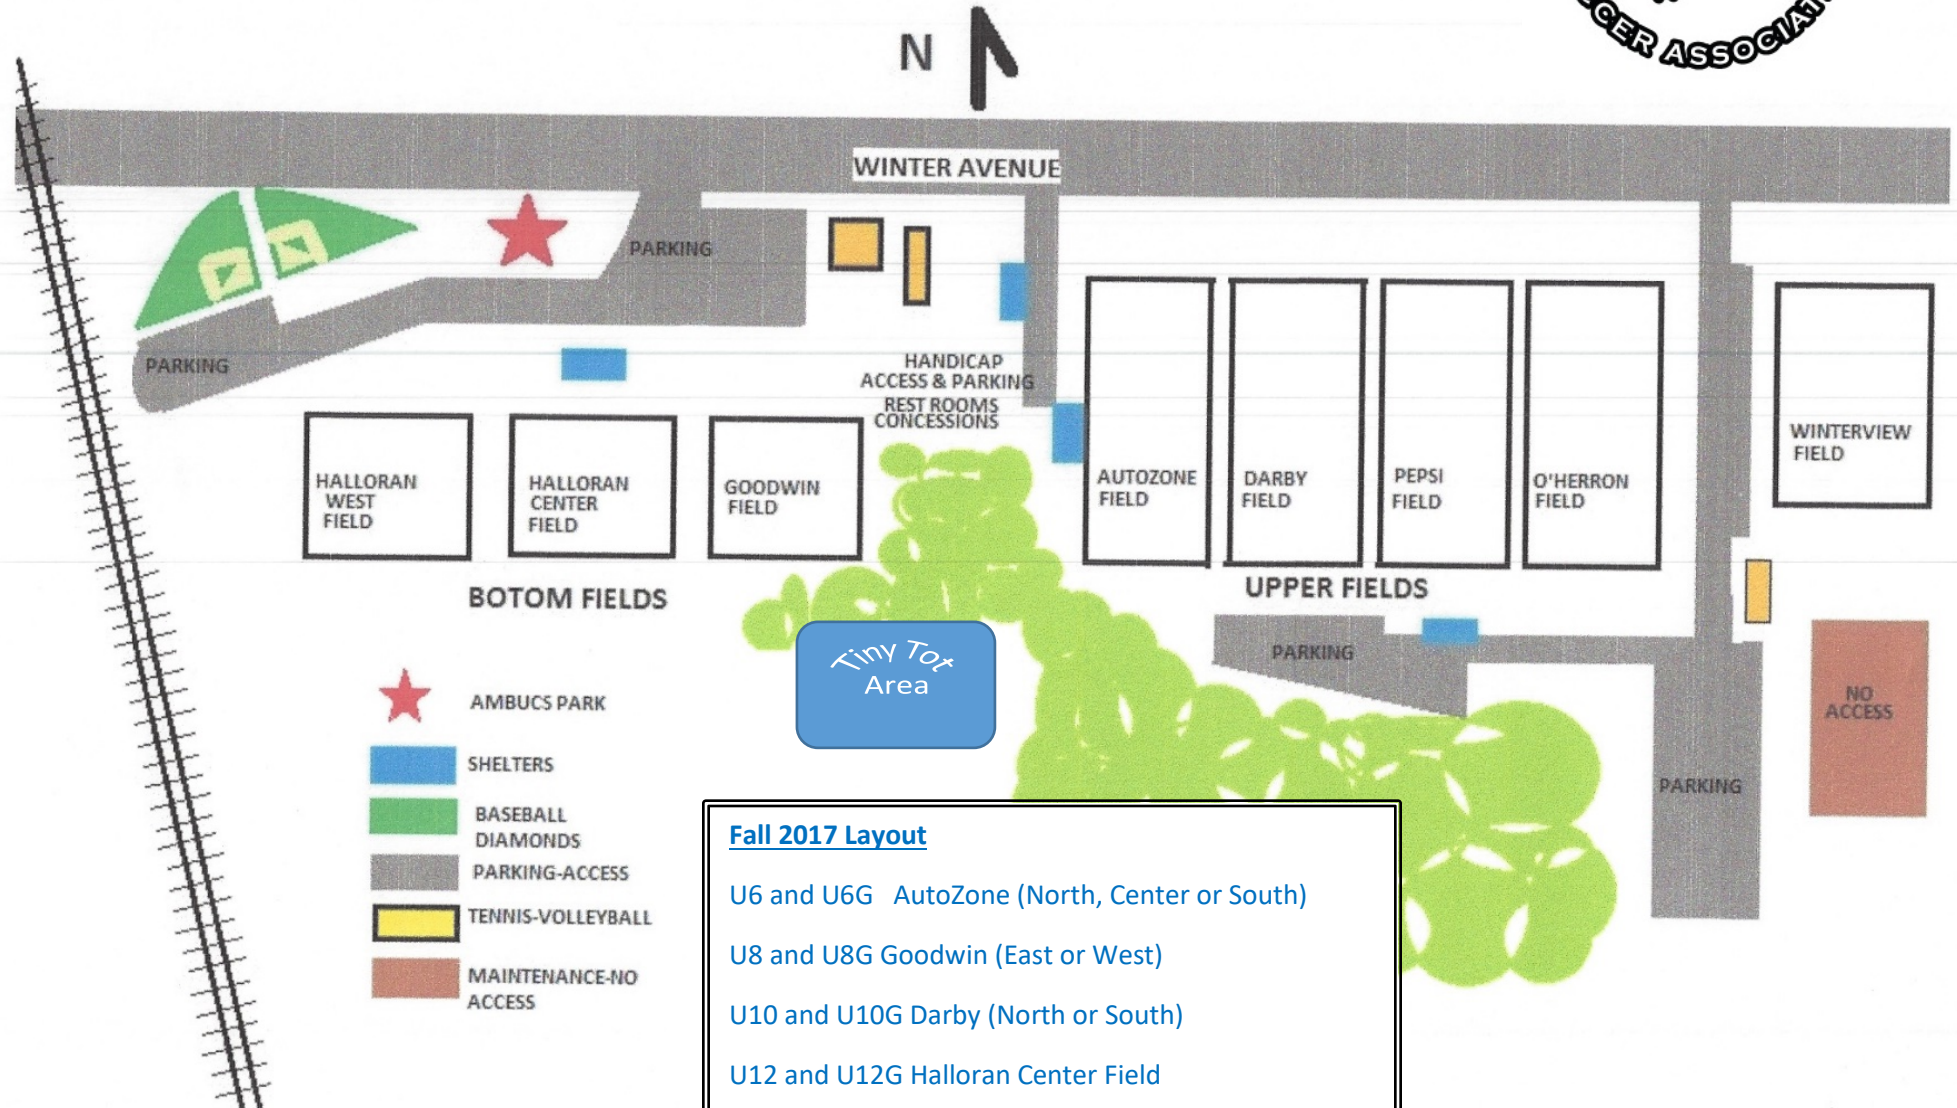 SOCCER ASSOCIATI
N
WINTER AVENUE
PARKING
PARKING
HANDICAP
ACCESS & PARKING
REST ROOMS
CONCESSIONS
HALLORAN
WEST
FIELD
HALLORAN
CENTER
FIELD
GOODWIN
FIELD
AUTOZONE
FIELD
DARBY
FIELD
PEPSI
FIELD
O'HERRON
FIELD
WINTERVIEW
FIELD
BOTOM FIELDS
UPPER FIELDS
Tiny Tot
Area
PARKING
NO
ACCESS
PARKING
AMBUCS PARK
SHELTERS
BASEBALL
DIAMONDS
PARKING-ACCESS
TENNIS-VOLLEYBALL
MAINTENANCE-NO
ACCESS
Fall 2017 Layout
U6 and U6G AutoZone (North, Center or South)
U8 and U8G Goodwin (East or West)
U10 and U10G Darby (North or South)
U12 and U12G Halloran Center Field